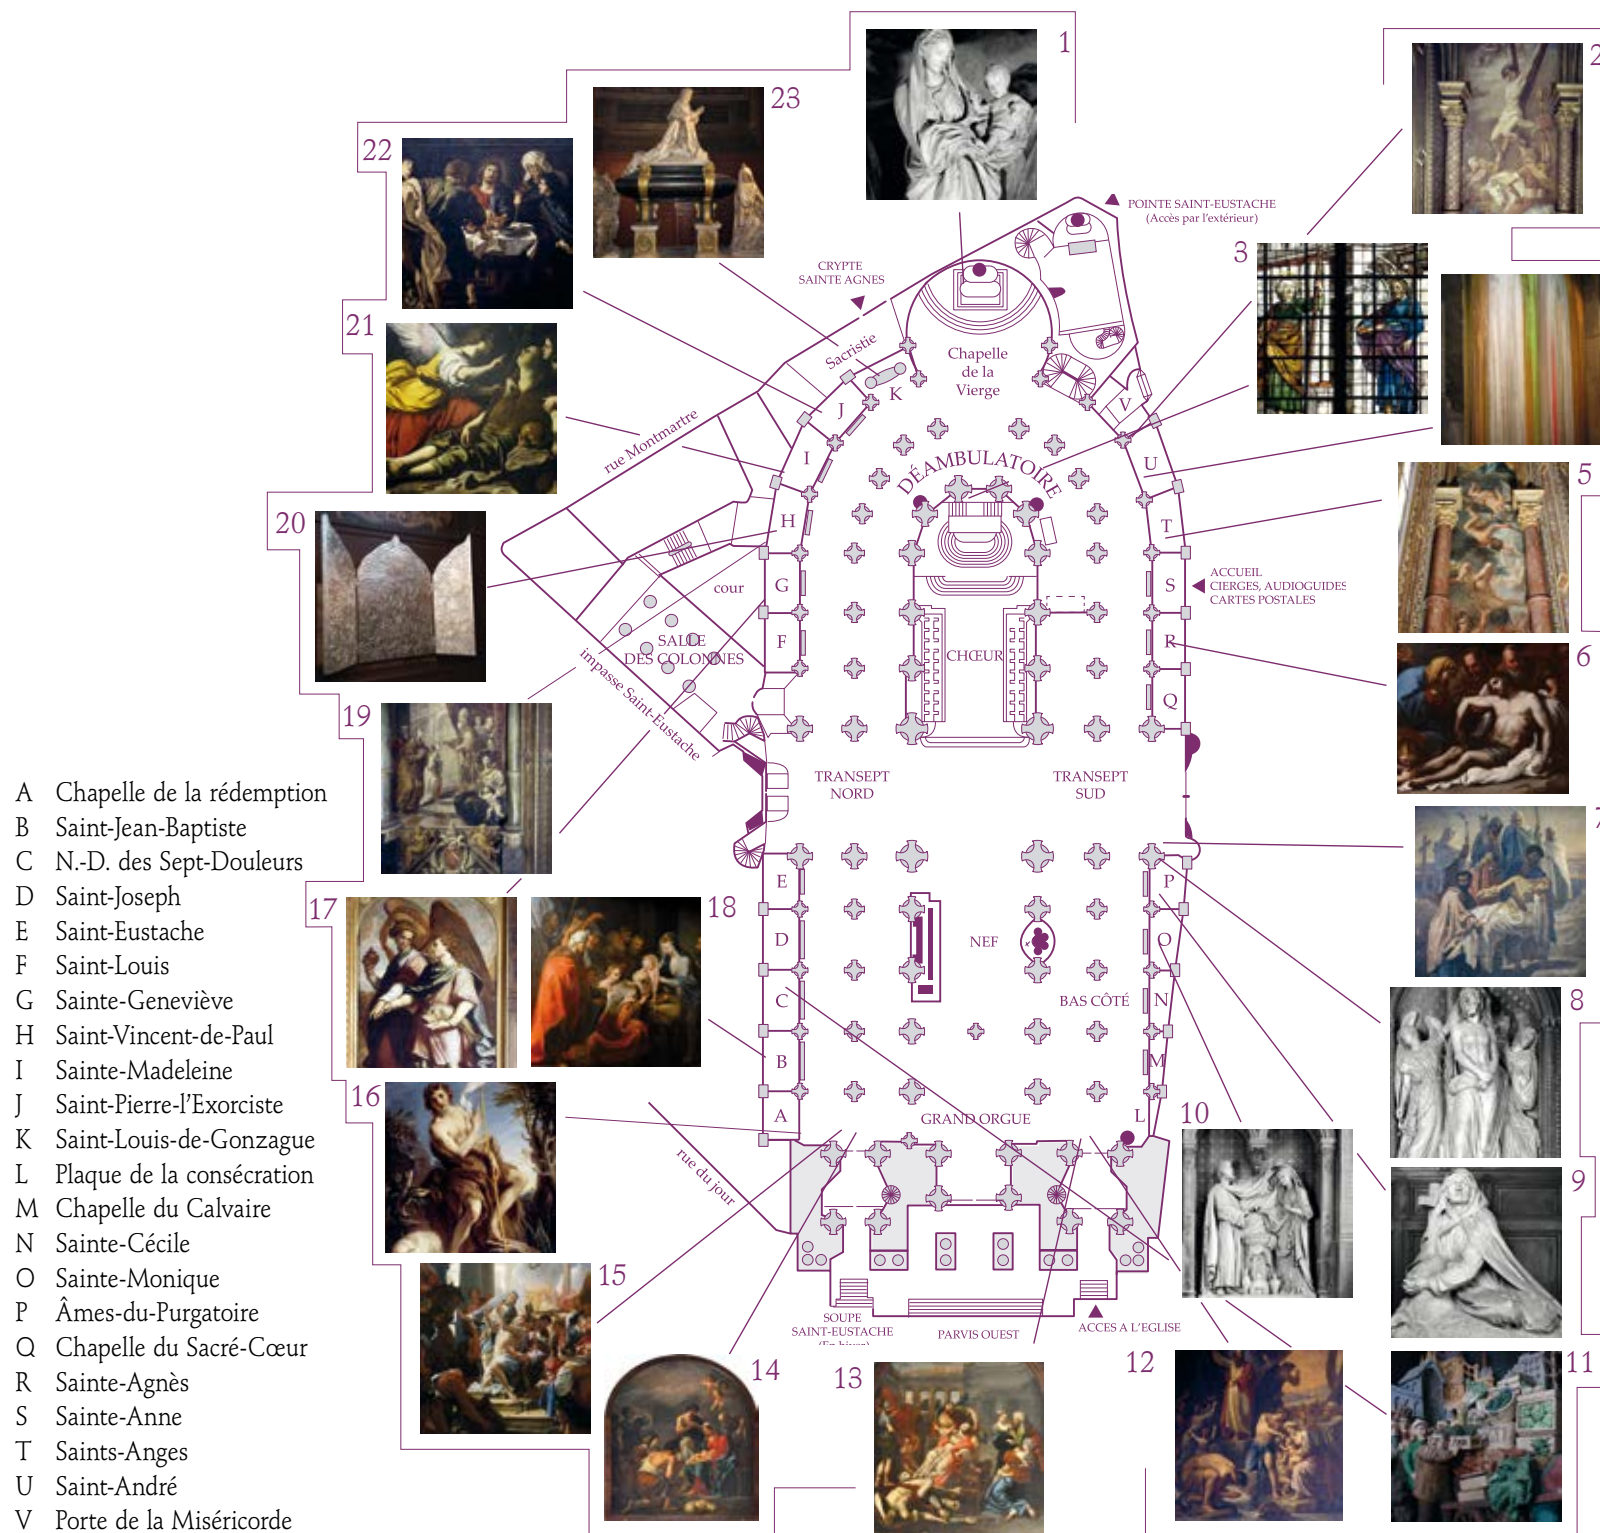 1
2
23
22
POINTE SAINT-EUSTACHE
(Accès par l'extérieur)
3
CRYPTE
SAINTE AGNES
21
Sacristie
Chapelle
de la
Vierge
K
J
V
rue Montmartre
I
U
DÉAMBULATOIRE
5
20
H
T
cour
G
S
ACCUEIL
CIERGES, AUDIOGUIDES
CARTES POSTALES
SALLE
DES COLONNES
F
CHŒUR
R
6
impasse Saint-Eustache
Q
19
TRANSEPT
NORD
TRANSEPT
SUD
7
A Chapelle de la rédemption
B Saint-Jean-Baptiste
C N.-D. des Sept-Douleurs
D Saint-Joseph
E Saint-Eustache
F Saint-Louis
G Sainte-Geneviève
H Saint-Vincent-de-Paul
I Sainte-Madeleine
J Saint-Pierre-l'Exorciste
K Saint-Louis-de-Gonzague
L Plaque de la consécration
M Chapelle du Calvaire
N Sainte-Cécile
O Sainte-Monique
P Âmes-du-Purgatoire
Q Chapelle du Sacré-Cœur
R Sainte-Agnès
S Sainte-Anne
T Saints-Anges
U Saint-André
V Porte de la Miséricorde
E
P
17
18
D
NEF
O
C
BAS CÔTÉ
N
8
B
M
16
A
GRAND ORGUE
L
10
rue du jour
9
15
SOUPE
SAINT-EUSTACHE
(En hiver)
PARVIS OUEST
ACCES A L'EGLISE
14
13
12
11